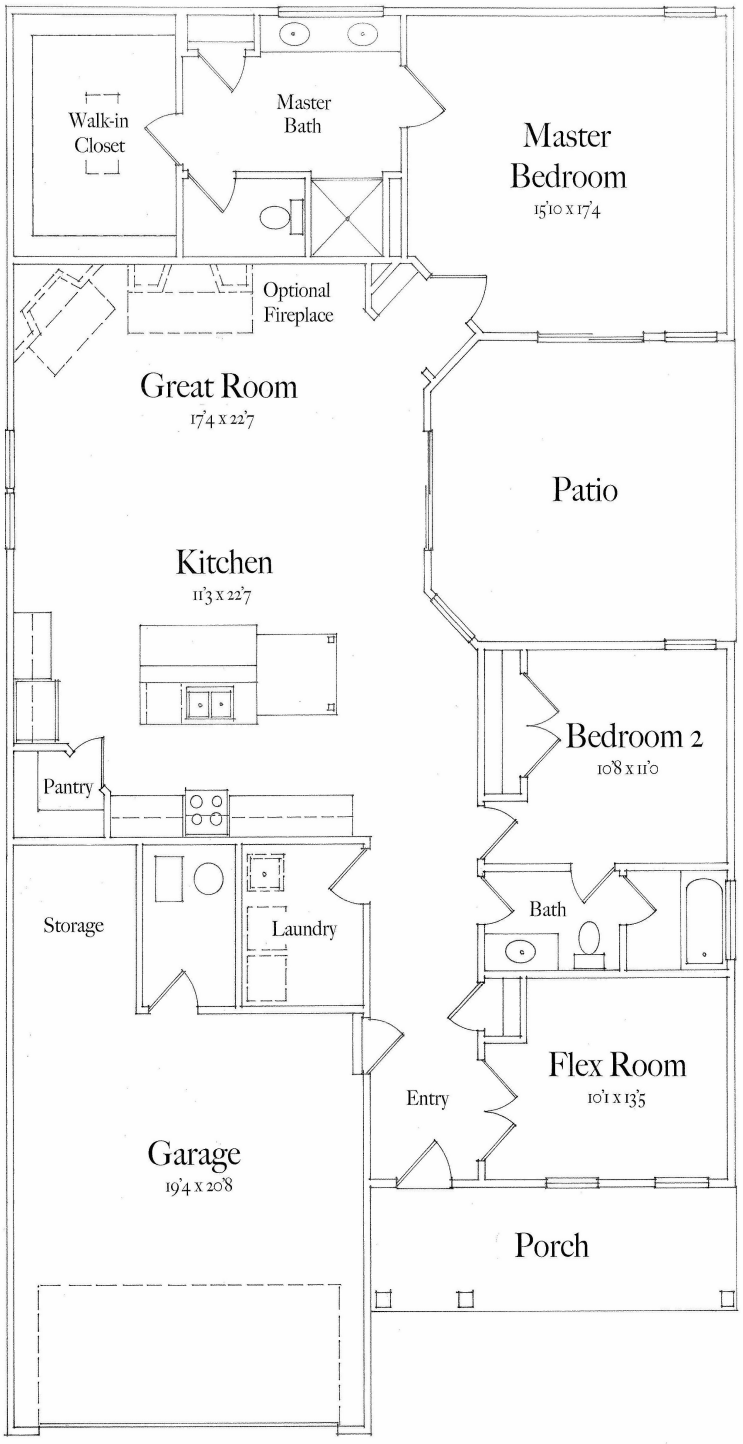 Walk-in
Closet
Master
Bath
Master
Bedroom
15'10 x 17'4
Optional
Fireplace
Great Room
17'4 x 22'7
Patio
Kitchen
11'3 x 22'7
Bedroom 2
10'8 x 11'0
Pantry
Storage
Laundry
Bath
Flex Room
10'1 x 13'5
Entry
Garage
19'4 x 20'8
Porch